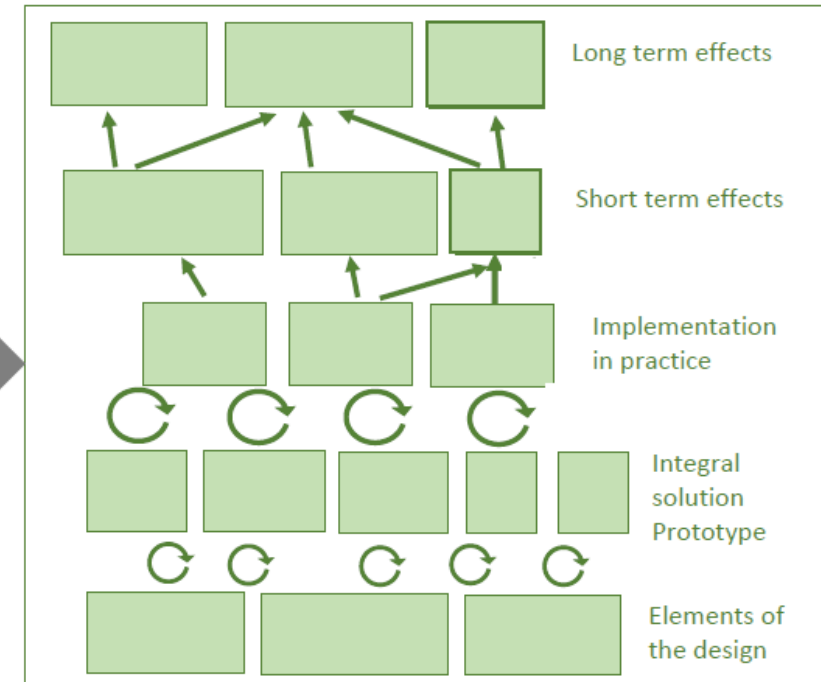 Long term effects
Short term effects
Implementation
in practice
Integral
solution
Prototype
Elements of
the design